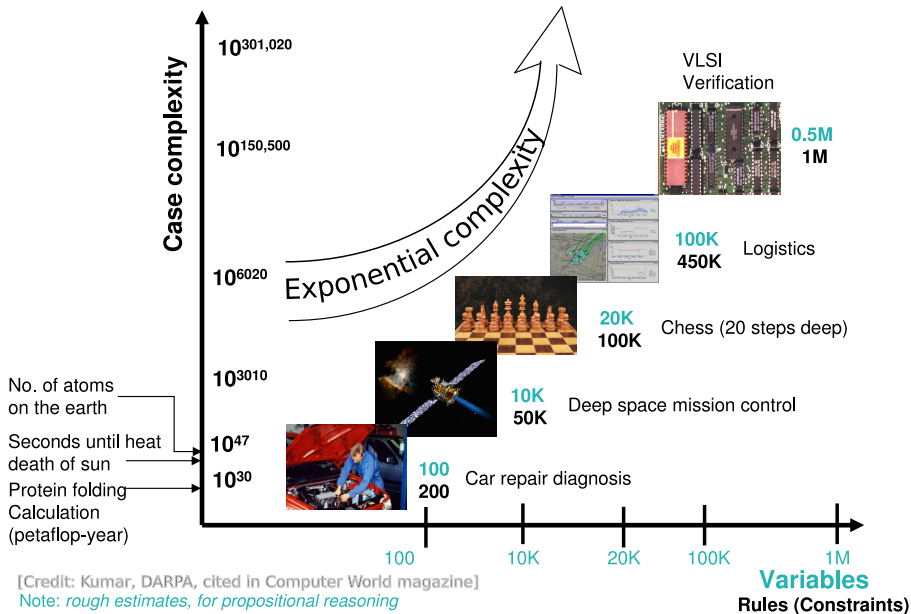 Case complexity
10^301,020
10^150,500
10^6020
10^3010
10^47
10^30
Exponential complexity
VLSI
Verification
0.5M
1M
100K
450K
Logistics
20K
100K
Chess (20 steps deep)
10K
50K
Deep space mission control
100
200
Car repair diagnosis
No. of atoms
on the earth
Seconds until heat
death of sun
Protein folding
Calculation
(petaflop-year)
100
10K
20K
100K
1M
Variables
Rules (Constraints)
[Credit: Kumar, DARPA, cited in Computer World magazine]
Note: rough estimates, for propositional reasoning